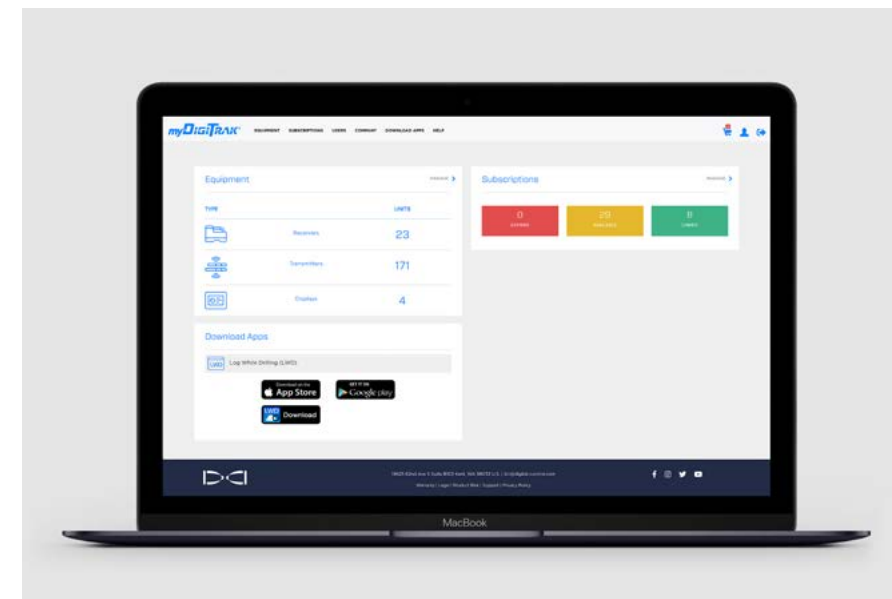 myDIGITRAK EQUIPMENT SUBSCRIPTIONS USERS COMPANY DOWNLOAD APPS HELP
Equipment
TYPE UNITS
Receivers 23
Transmitters 171
Displays 4
Subscriptions
0 29
Download Apps
LWD Log While Drilling (LWD)
Download on the App Store
GET IT ON Google play
LWD Download
DCI
MacBook